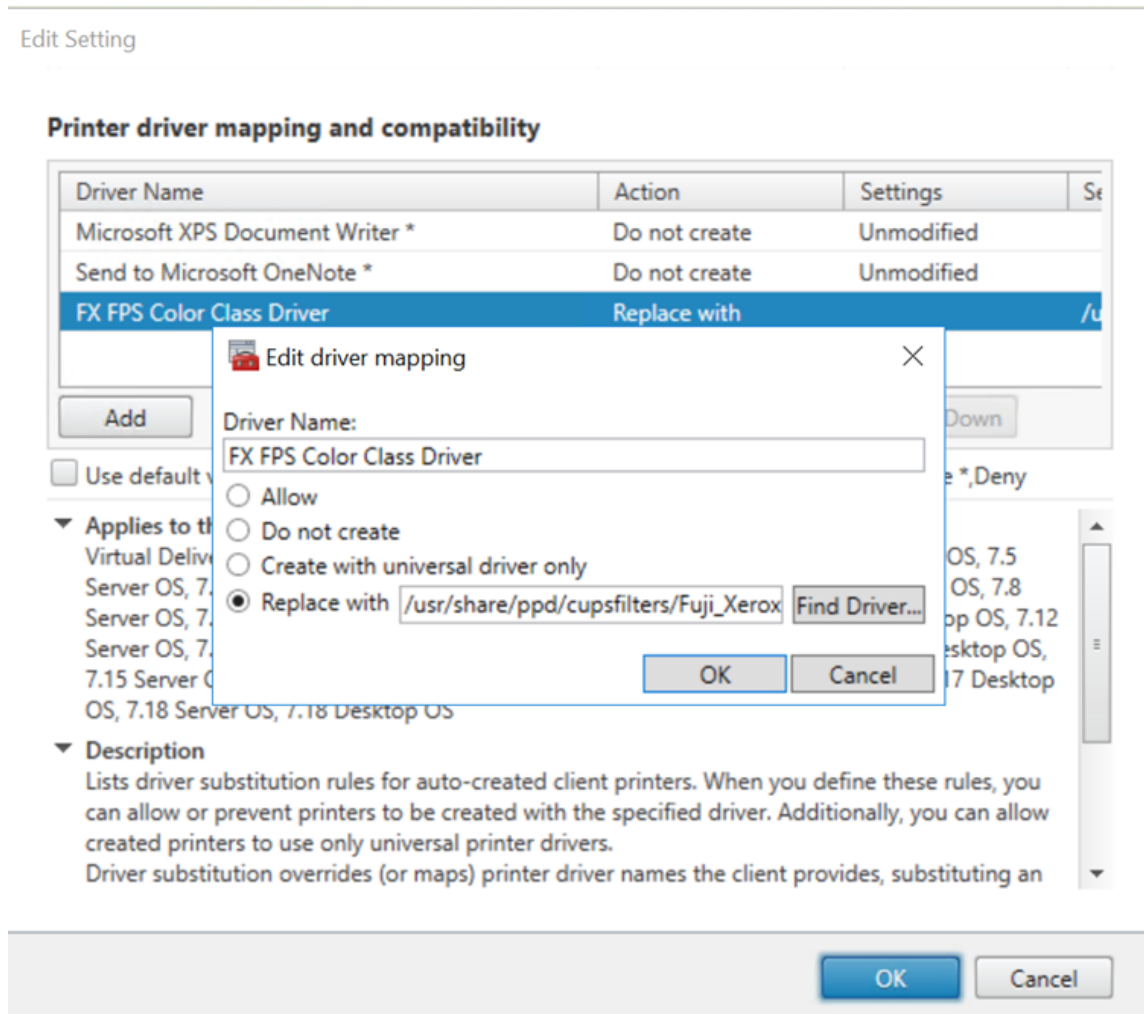 Edit Setting
Printer driver mapping and compatibility
Driver Name Action Settings Se
Microsoft XPS Document Writer * Do not create Unmodified
Send to Microsoft OneNote * Do not create Unmodified
FX FPS Color Class Driver Replace with /u
Edit driver mapping
Driver Name:
FX FPS Color Class Driver
Allow
Do not create
Create with universal driver only
Replace with /usr/share/ppd/cupsfilters/Fuji_Xerox Find Driver...
OK Cancel
Add Down
Use default e *,Deny
Applies to th
Virtual Delive OS, 7.5
Server OS, 7. OS, 7.8
Server OS, 7. op OS, 7.12
Server OS, 7. esktop OS,
7.15 Server 17 Desktop
OS, 7.18 Server OS, 7.18 Desktop OS
Description
Lists driver substitution rules for auto-created client printers. When you define these rules, you
can allow or prevent printers to be created with the specified driver. Additionally, you can allow
created printers to use only universal printer drivers.
Driver substitution overrides (or maps) printer driver names the client provides, substituting an
OK Cancel